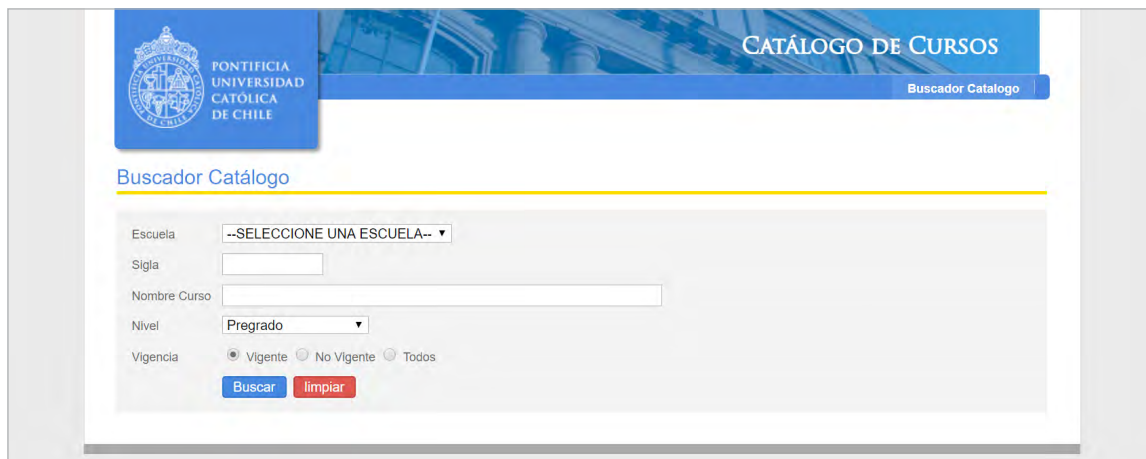 PONTIFICIA
UNIVERSIDAD
CATÓLICA
DE CHILE
CATÁLOGO DE CURSOS
Buscador Catalogo
Buscador Catálogo
Escuela --SELECCIONE UNA ESCUELA--
Sigla
Nombre Curso
Nivel Pregrado
Vigencia Vigente No Vigente Todos
Buscar limpiar